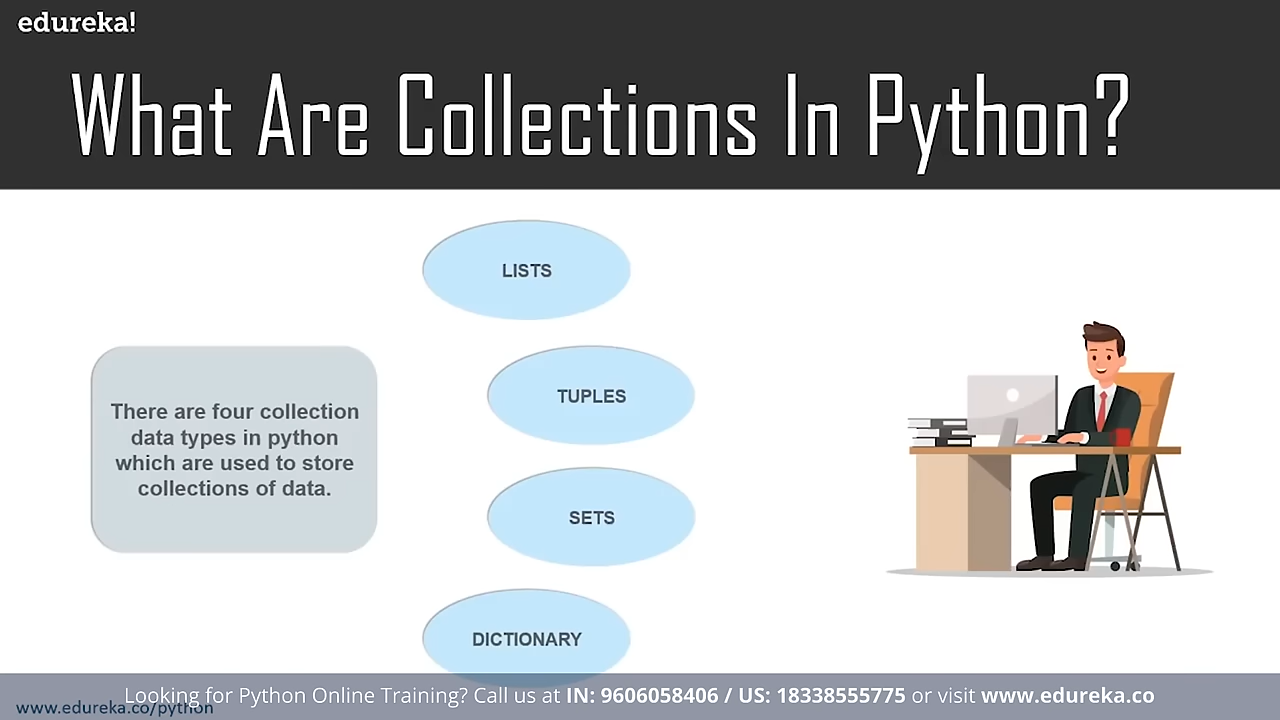 edureka!
What Are Collections In Python?
LISTS
TUPLES
There are four collection
data types in python
which are used to store
collections of data.
SETS
DICTIONARY
Looking for Python Online Training? Call us at IN: 9606058406 / US: 18338555775 or visit www.edureka.co
www.edureka.co/python